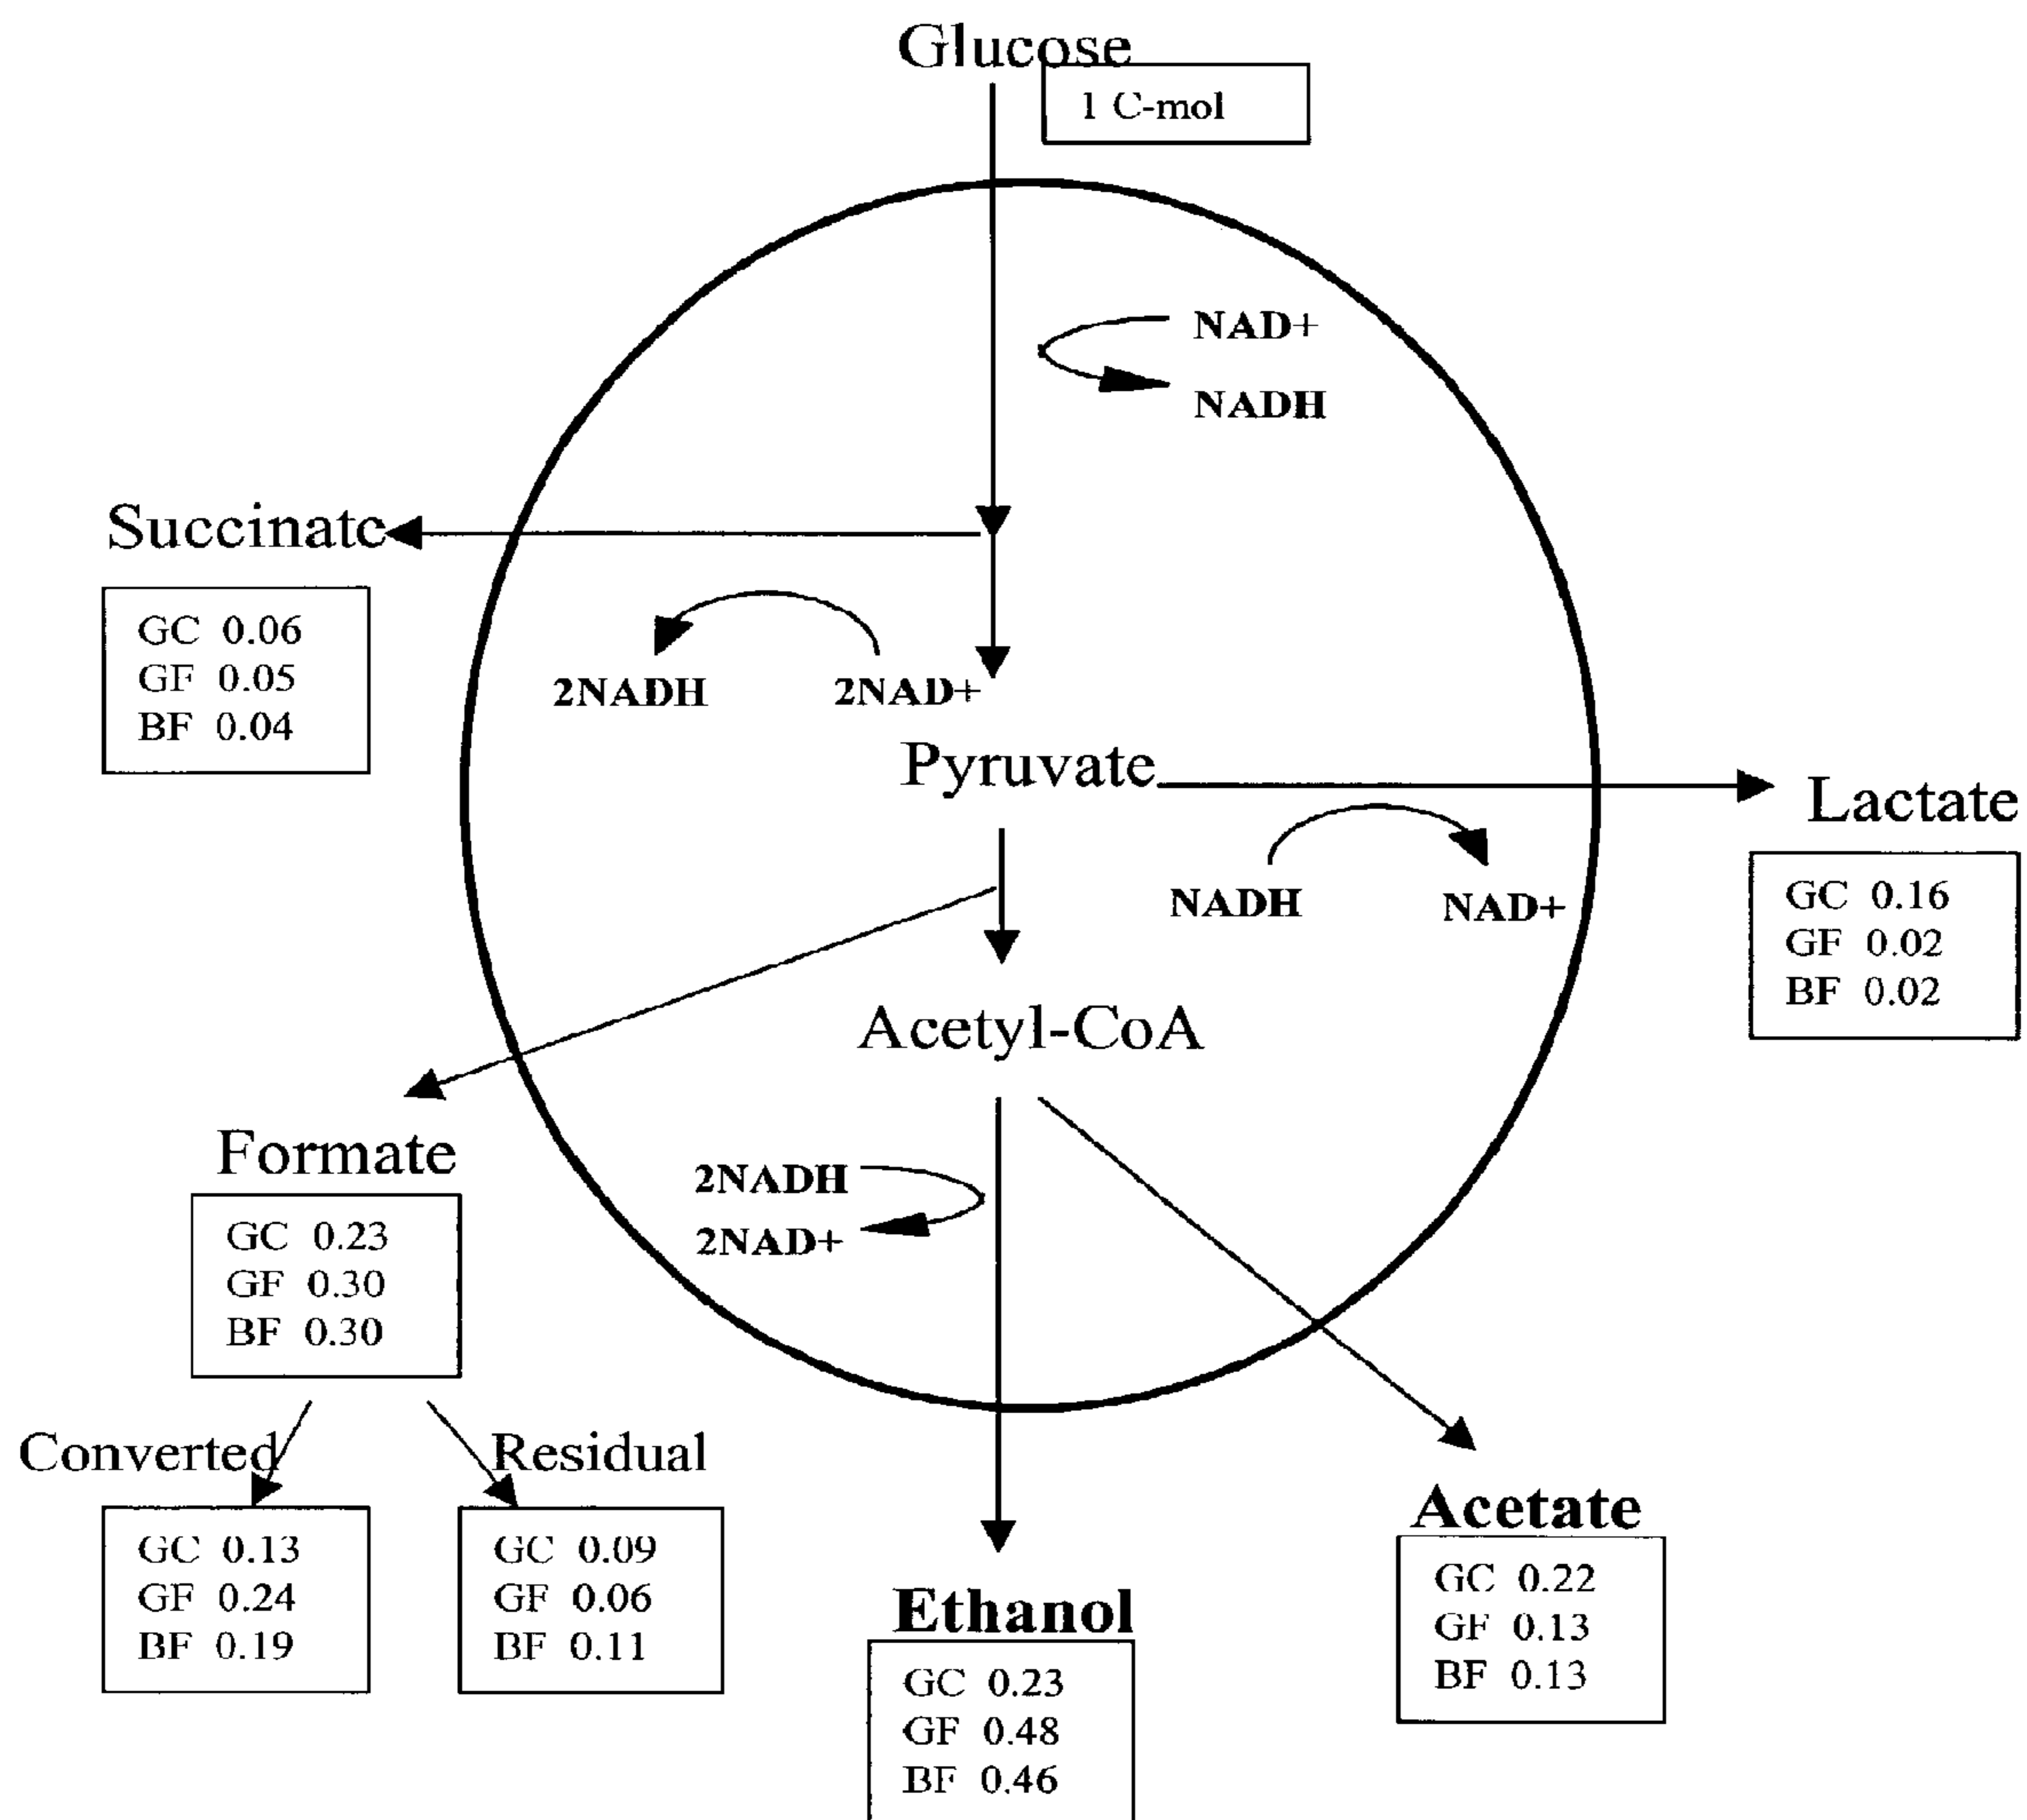 Glucose
1 C-mol
NAD+
NADH
Succinate
GC 0.06
GF 0.05
BF 0.04
2NADH
2NAD+
Pyruvate
Lactate
GC 0.16
GF 0.02
BF 0.02
NADH
NAD+
Acetyl-CoA
Formate
GC 0.23
GF 0.30
BF 0.30
2NADH
2NAD+
Converted
GC 0.13
GF 0.24
BF 0.19
Residual
GC 0.09
GF 0.06
BF 0.11
Ethanol
GC 0.23
GF 0.48
BF 0.46
Acetate
GC 0.22
GF 0.13
BF 0.13